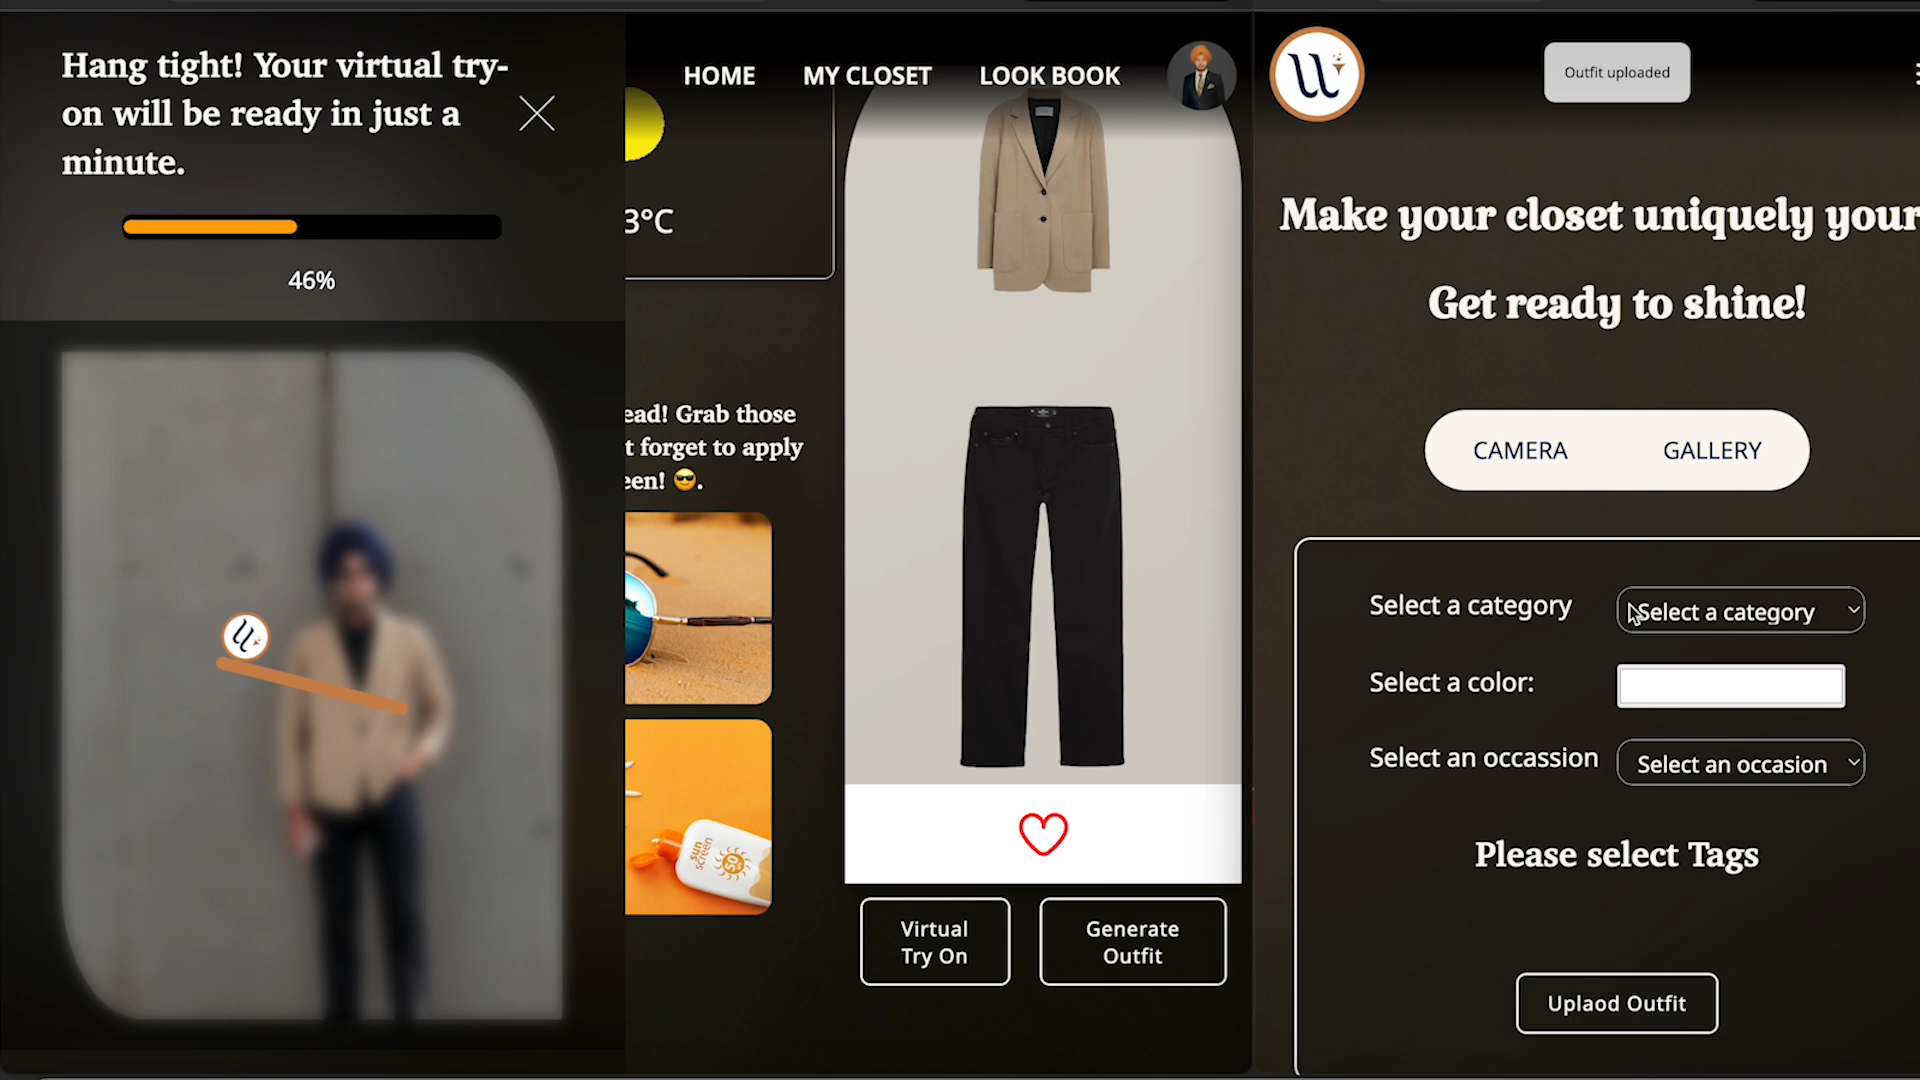 Hang tight! Your virtual try-
on will be ready in just a
minute.
46%
HOME
MY CLOSET
LOOK BOOK
3°C
ead! Grab those
t forget to apply
een! 😎.
sun
screen
50
Virtual
Try On
Generate
Outfit
Outfit uploaded
Make your closet uniquely your
Get ready to shine!
CAMERA
GALLERY
Select a category
Select a category
Select a color:
Select an occassion
Select an occasion
Please select Tags
Uplaod Outfit